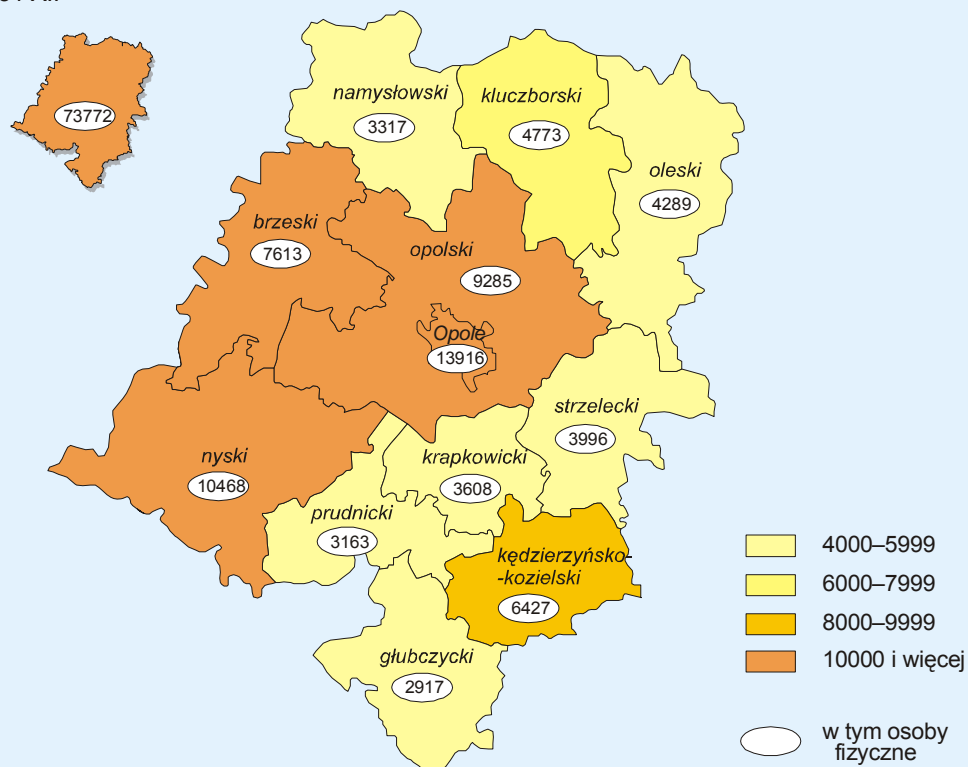 73772
namysłowski
3317
kluczborski
4773
oleski
4289
brzeski
7613
opolski
9285
Opole
13916
strzelecki
3996
nyski
10468
krapkowicki
3608
prudnicki
3163
kędzierzyńsko-
-kozielski
6427
głubczycki
2917
4000–5999
6000–7999
8000–9999
10000 i więcej
w tym osoby
fizyczne